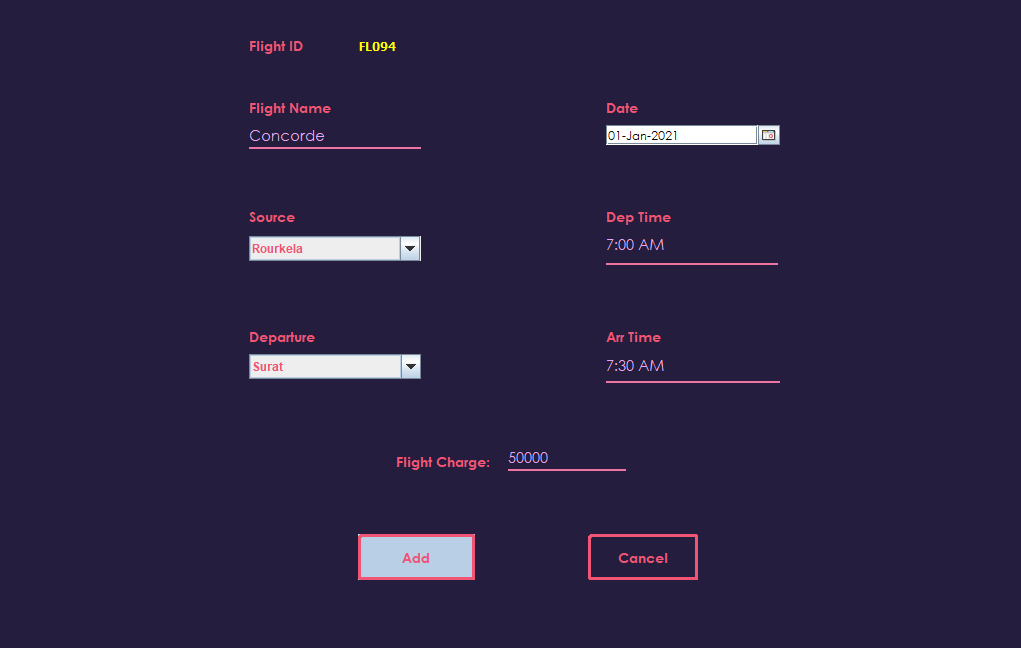 Flight ID FL094
Flight Name
Concorde
Date
01-Jan-2021
Source
Rourkela
Dep Time
7:00 AM
Departure
Surat
Arr Time
7:30 AM
Flight Charge: 50000
Add
Cancel